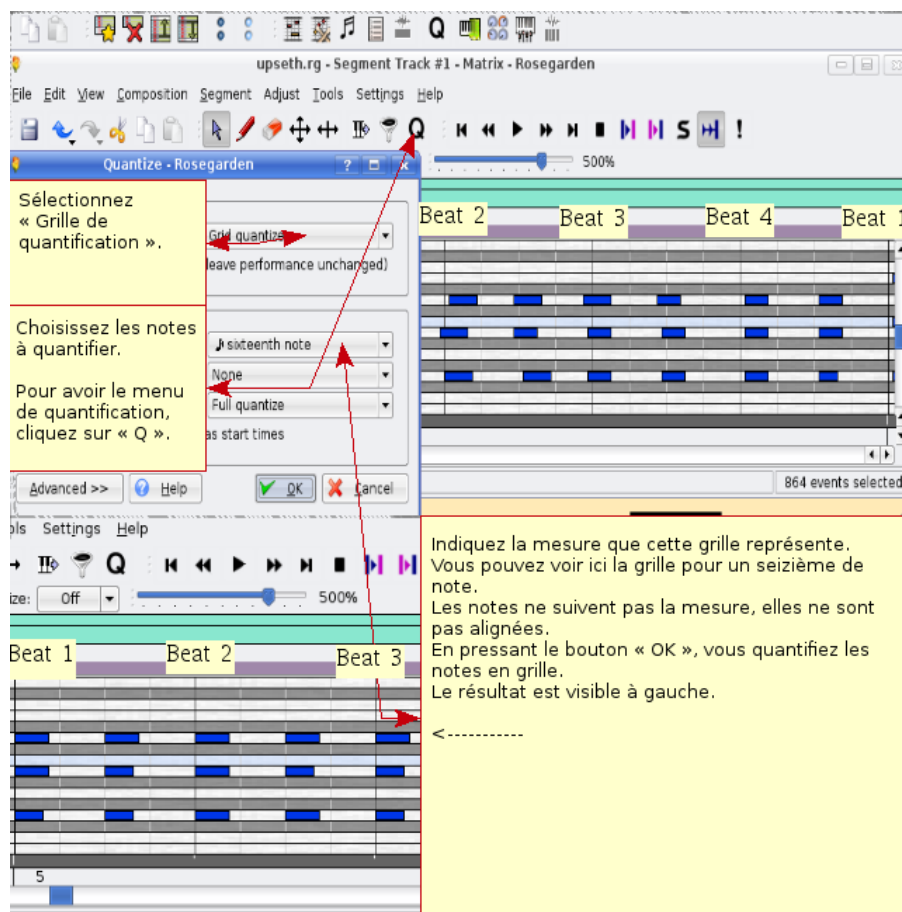 upseth.rg - Segment Track #1 - Matrix - Rosegarden
File Edit View Composition Segment Adjust Tools Settings Help
Q S !
Quantize - Rosegarden
500%
Sélectionnez
« Grille de
quantification ».
Grid quantize
leave performance unchanged)
Beat 2 Beat 3 Beat 4 Beat 1
Choisissez les notes
à quantifier.
Pour avoir le menu
de quantification,
cliquez sur « Q ».
sixteenth note
None
Full quantize
as start times
Advanced >> Help OK Cancel
864 events selected
ols Settings Help
Q
ize: Off 500%
Beat 1 Beat 2 Beat 3
5
Indiquez la mesure que cette grille représente.
Vous pouvez voir ici la grille pour un seizième de
note.
Les notes ne suivent pas la mesure, elles ne sont
pas alignées.
En pressant le bouton « OK », vous quantifiez les
notes en grille.
Le résultat est visible à gauche.
<-----------